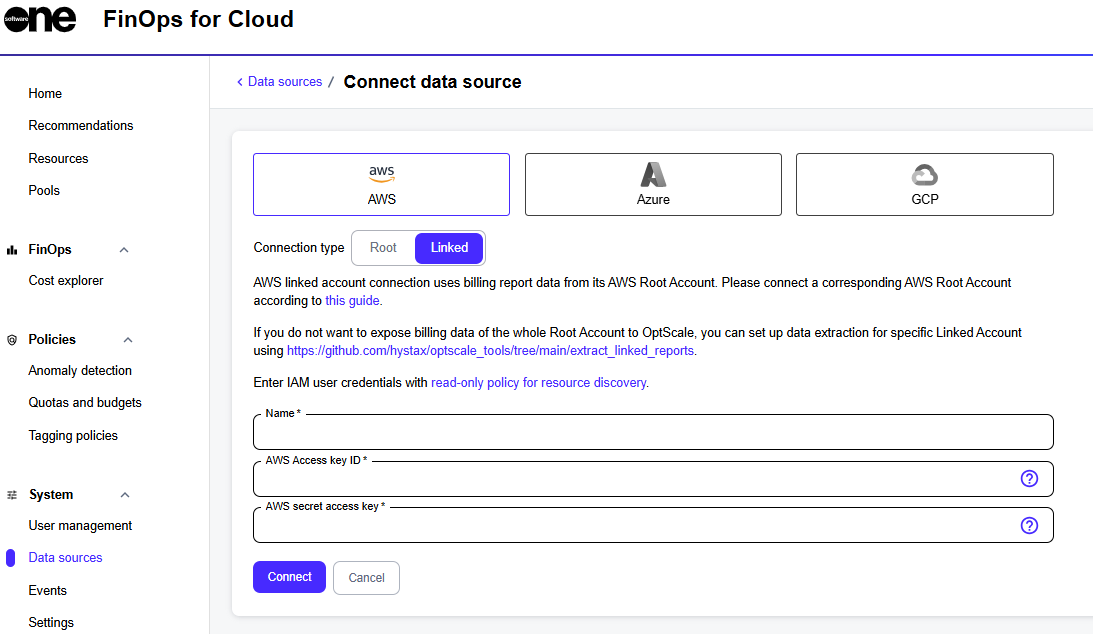 software one
FinOps for Cloud
Home
Recommendations
Resources
Pools
FinOps
Cost explorer
Policies
Anomaly detection
Quotas and budgets
Tagging policies
System
User management
Data sources
Events
Settings
< Data sources / Connect data source
aws
AWS
Azure
GCP
Connection type Root Linked
AWS linked account connection uses billing report data from its AWS Root Account. Please connect a corresponding AWS Root Account
according to this guide.
If you do not want to expose billing data of the whole Root Account to OptScale, you can set up data extraction for specific Linked Account
using https://github.com/hystax/optscale_tools/tree/main/extract_linked_reports.
Enter IAM user credentials with read-only policy for resource discovery.
Name *
AWS Access key ID *
?
AWS secret access key *
?
Connect Cancel